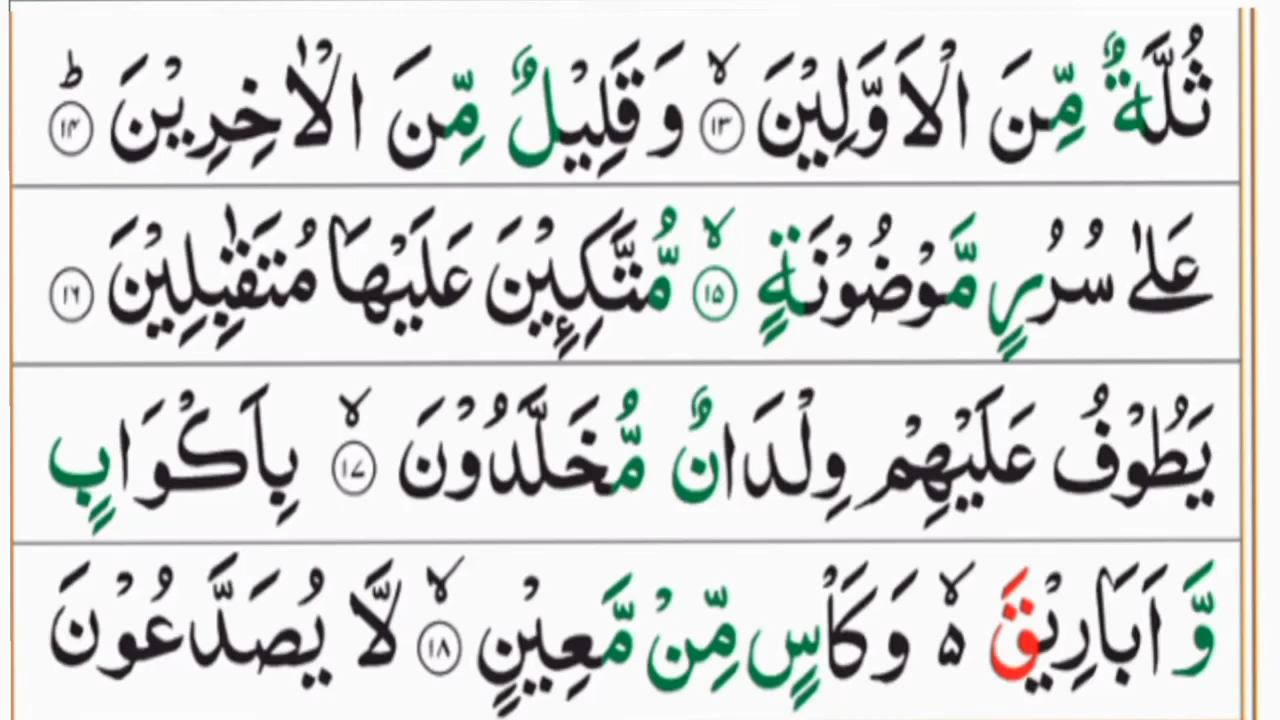 ثُلَّةٌ مِّنَ الْاَوَّلِيْنَ ۙ‏﴿۱۳﴾ وَ قَلِيْلٌ مِّنَ الْاٰخِرِيْنَ ؕ‏﴿۱۴﴾
عَلٰى سُرُرٍ مَّوْضُوْنَةٍ ۙ‏﴿۱۵﴾ مُّتَّكِـِٕيْنَ عَلَيْهَا مُتَقٰبِلِيْنَ ﴿۱۶﴾
يَطُوْفُ عَلَيْهِمْ وِلْدَانٌ مُّخَلَّدُوْنَ ۙ‏﴿۱۷﴾ بِاَكْوَابٍ
وَّ اَبَارِيْقَ ۙ۬ وَكَاْسٍ مِّنْ مَّعِيْنٍ ۙ‏﴿۱۸﴾ لَّا يُصَدَّعُوْنَ